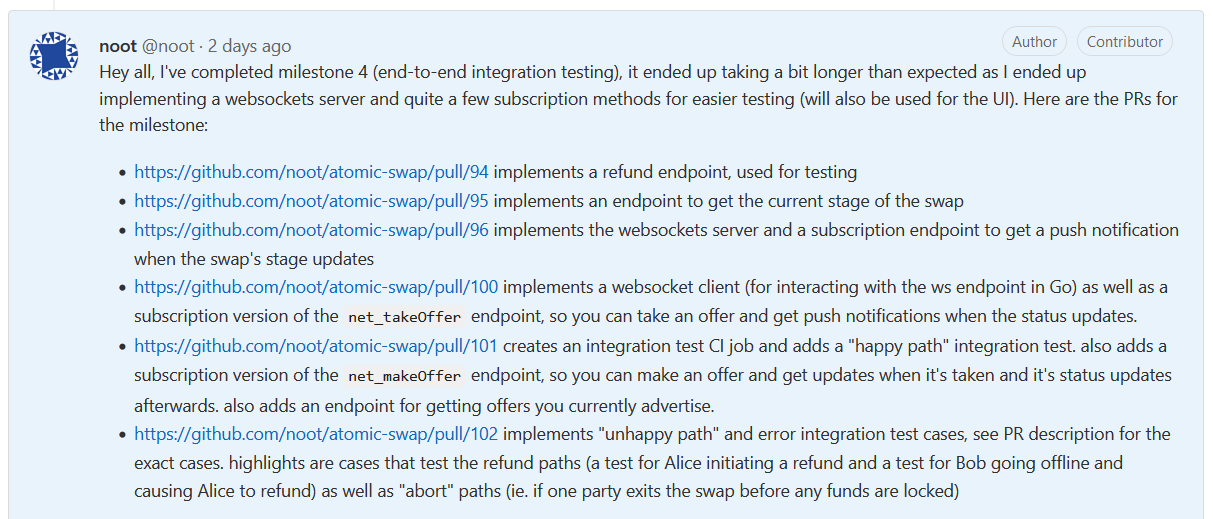 noot @noot · 2 days ago
Author
Contributor
Hey all, I've completed milestone 4 (end-to-end integration testing), it ended up taking a bit longer than expected as I ended up
implementing a websockets server and quite a few subscription methods for easier testing (will also be used for the UI). Here are the PRs for
the milestone:
• https://github.com/noot/atomic-swap/pull/94 implements a refund endpoint, used for testing
• https://github.com/noot/atomic-swap/pull/95 implements an endpoint to get the current stage of the swap
• https://github.com/noot/atomic-swap/pull/96 implements the websockets server and a subscription endpoint to get a push notification
when the swap's stage updates
• https://github.com/noot/atomic-swap/pull/100 implements a websocket client (for interacting with the ws endpoint in Go) as well as a
subscription version of the net_takeOffer endpoint, so you can take an offer and get push notifications when the status updates.
• https://github.com/noot/atomic-swap/pull/101 creates an integration test CI job and adds a "happy path" integration test. also adds a
subscription version of the net_makeOffer endpoint, so you can make an offer and get updates when it's taken and it's status updates
afterwards. also adds an endpoint for getting offers you currently advertise.
• https://github.com/noot/atomic-swap/pull/102 implements "unhappy path" and error integration test cases, see PR description for the
exact cases. highlights are cases that test the refund paths (a test for Alice initiating a refund and a test for Bob going offline and
causing Alice to refund) as well as "abort" paths (ie. if one party exits the swap before any funds are locked)